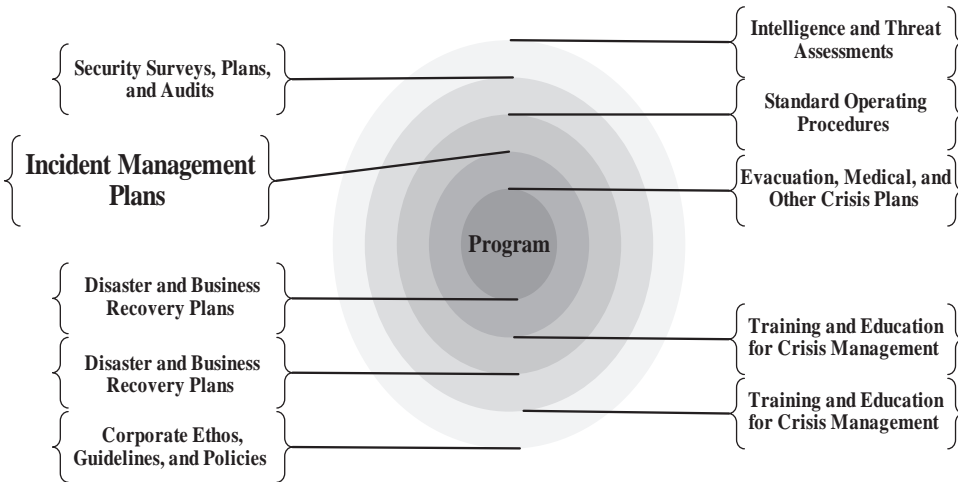 Intelligence and Threat
Assessments
Security Surveys, Plans,
and Audits
Standard Operating
Procedures
Incident Management
Plans
Evacuation, Medical, and
Other Crisis Plans
Program
Disaster and Business
Recovery Plans
Training and Education
for Crisis Management
Disaster and Business
Recovery Plans
Training and Education
for Crisis Management
Corporate Ethos,
Guidelines, and Policies